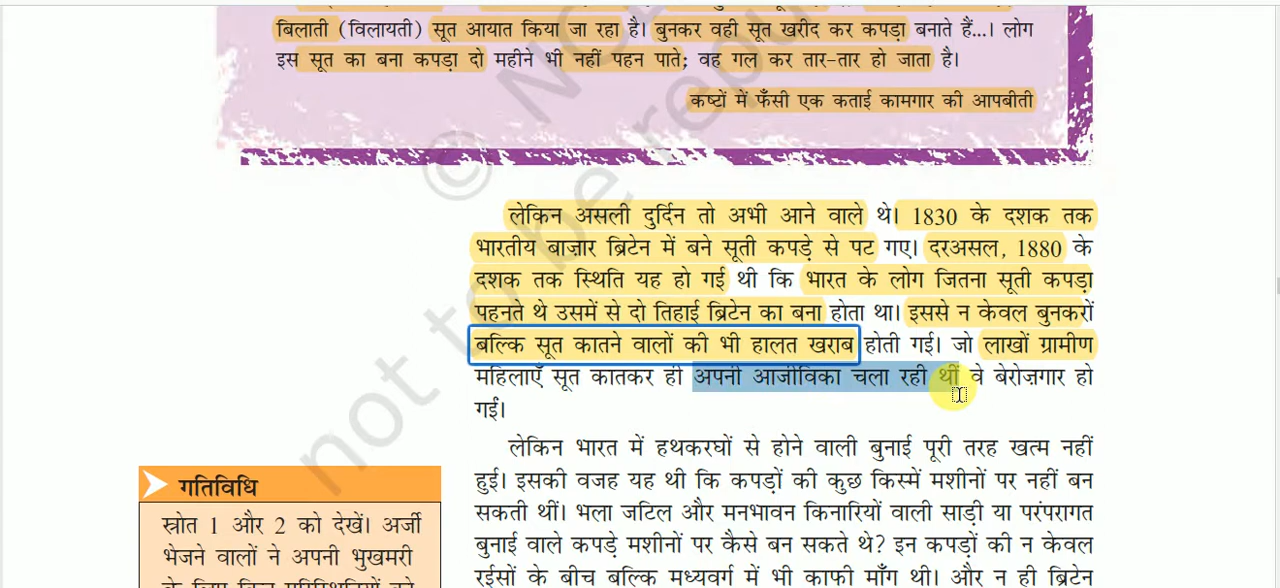 बिलाती (विलायती) सूत आयात किया जा रहा है। बुनकर वही सूत खरीद कर कपड़ा बनाते हैं...। लोग
इस सूत का बना कपड़ा दो महीने भी नहीं पहन पाते; वह गल कर तार-तार हो जाता है।
कष्टों में फँसी एक कताई कामगार की आपबीती
लेकिन असली दुर्दिन तो अभी आने वाले थे। 1830 के दशक तक
भारतीय बाज़ार ब्रिटेन में बने सूती कपड़े से पट गए। दरअसल, 1880 के
दशक तक स्थिति यह हो गई थी कि भारत के लोग जितना सूती कपड़ा
पहनते थे उसमें से दो तिहाई ब्रिटेन का बना होता था। इससे न केवल बुनकरों
बल्कि सूत कातने वालों की भी हालत खराब होती गई। जो लाखों ग्रामीण
महिलाएँ सूत कातकर ही अपनी आजीविका चला रही थीं वे बेरोज़गार हो
गईं।
लेकिन भारत में हथकरघों से होने वाली बुनाई पूरी तरह खत्म नहीं
हुई। इसकी वजह यह थी कि कपड़ों की कुछ किस्में मशीनों पर नहीं बन
सकती थीं। भला जटिल और मनभावन किनारियों वाली साड़ी या परंपरागत
बुनाई वाले कपड़े मशीनों पर कैसे बन सकते थे? इन कपड़ों की न केवल
रईसों के बीच बल्कि मध्यवर्ग में भी काफी माँग थी। और न ही ब्रिटेन
गतिविधि
स्रोत 1 और 2 को देखें। अर्जी
भेजने वालों ने अपनी भुखमरी
© NO
not to be repu